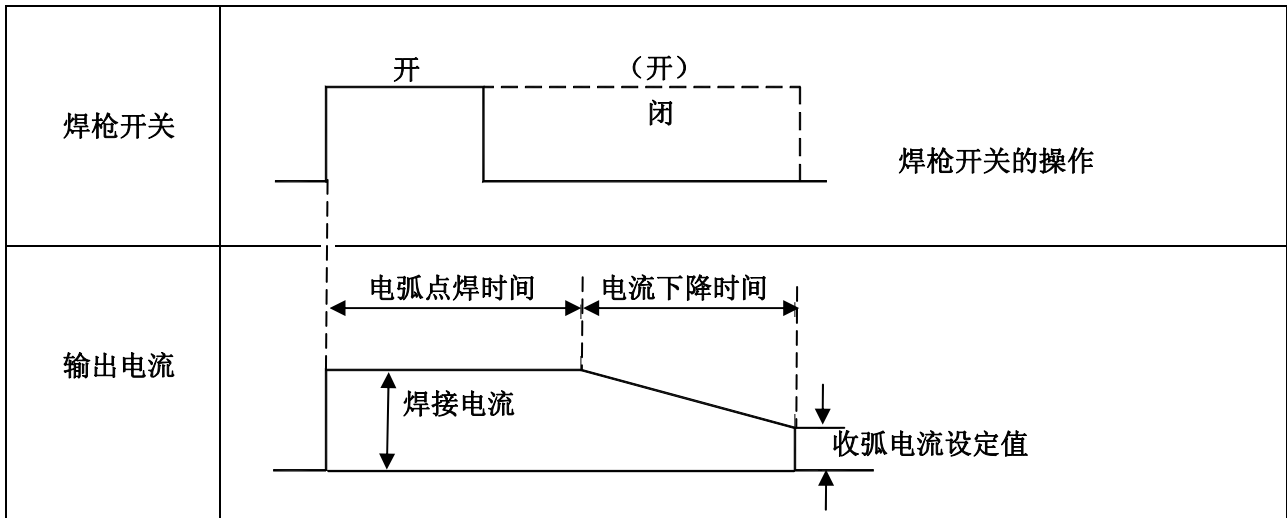 焊枪开关
开
（开）
闭
焊枪开关的操作
输出电流
电弧点焊时间
电流下降时间
焊接电流
收弧电流设定值